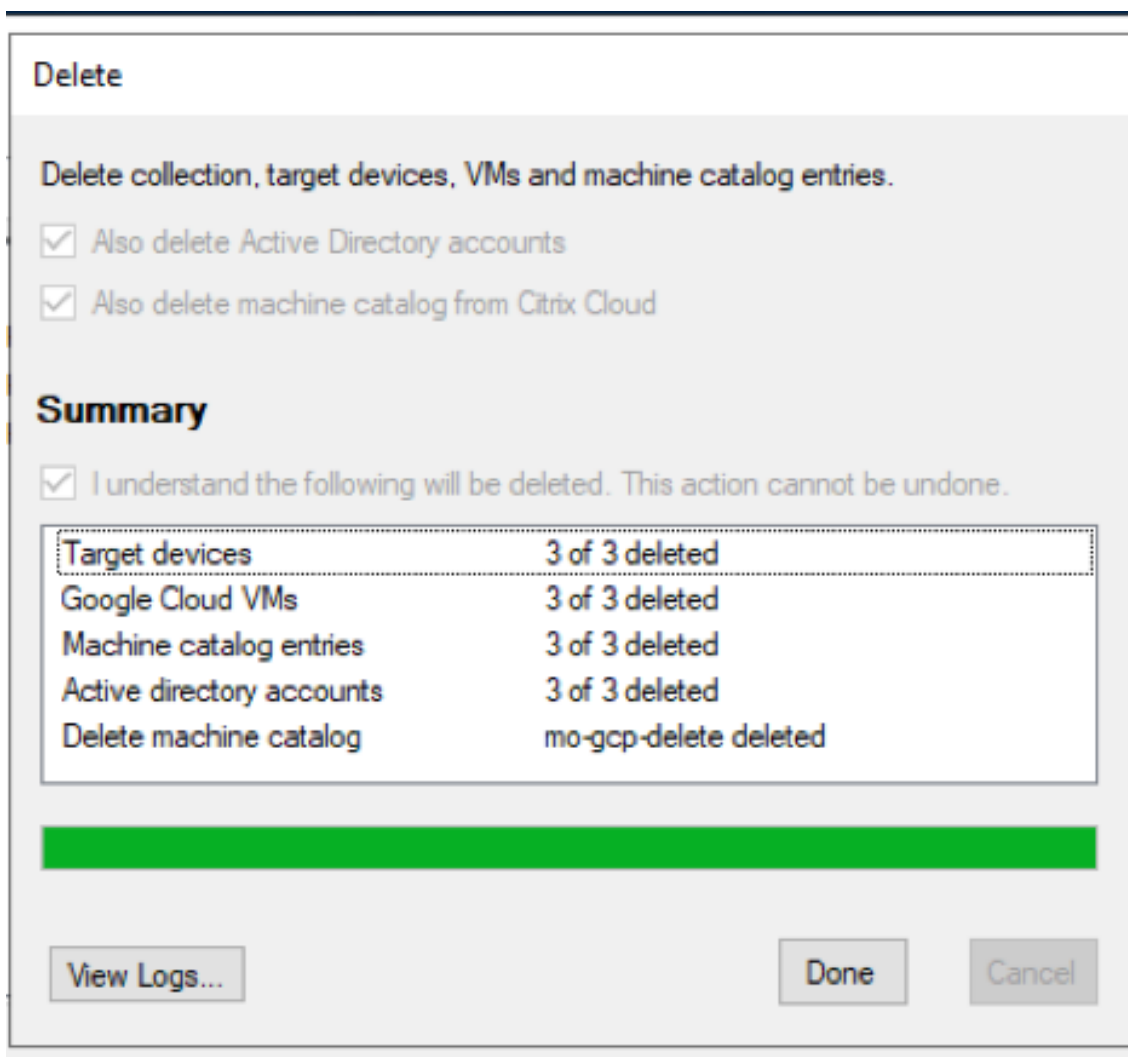 Delete
Delete collection, target devices, VMs and machine catalog entries.
Also delete Active Directory accounts
Also delete machine catalog from Citrix Cloud
Summary
I understand the following will be deleted. This action cannot be undone.
Target devices 3 of 3 deleted
Google Cloud VMs 3 of 3 deleted
Machine catalog entries 3 of 3 deleted
Active directory accounts 3 of 3 deleted
Delete machine catalog mo-gcp-delete deleted
View Logs... Done Cancel